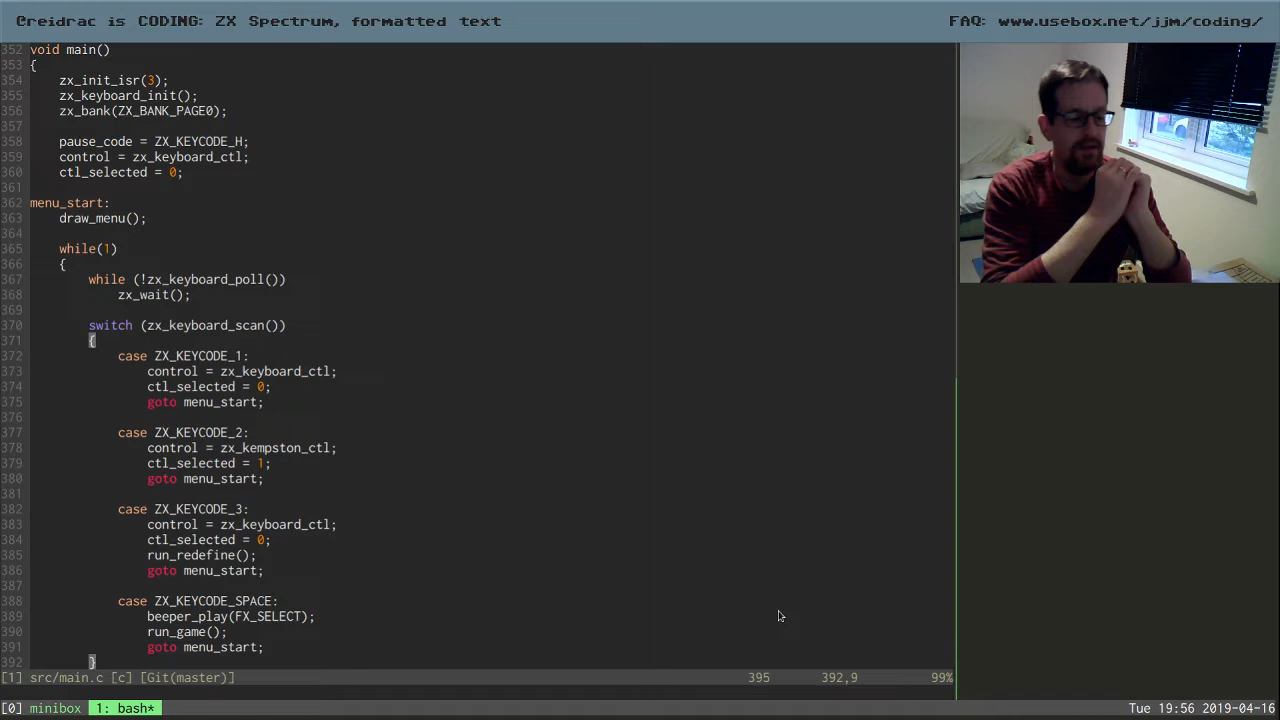 @reidrac is CODING: ZX Spectrum, formatted text
FAQ: www.usebox.net/jjm/coding/
352 void main()
353 {
354     zx_init_isr(3);
355     zx_keyboard_init();
356     zx_bank(ZX_BANK_PAGE0);
357
358     pause_code = ZX_KEYCODE_H;
359     control = zx_keyboard_ctl;
360     ctl_selected = 0;
361
362 menu_start:
363     draw_menu();
364
365     while(1)
366     {
367         while (!zx_keyboard_poll())
368             zx_wait();
369
370         switch (zx_keyboard_scan())
371         {
372             case ZX_KEYCODE_1:
373                 control = zx_keyboard_ctl;
374                 ctl_selected = 0;
375                 goto menu_start;
376
377             case ZX_KEYCODE_2:
378                 control = zx_kempston_ctl;
379                 ctl_selected = 1;
380                 goto menu_start;
381
382             case ZX_KEYCODE_3:
383                 control = zx_keyboard_ctl;
384                 ctl_selected = 0;
385                 run_redefine();
386                 goto menu_start;
387
388             case ZX_KEYCODE_SPACE:
389                 beeper_play(FX_SELECT);
390                 run_game();
391                 goto menu_start;
392         }
[1] src/main.c [c] [Git(master)] 395 392,9 99%
[0] minibox 1: bash* Tue 19:56 2019-04-16